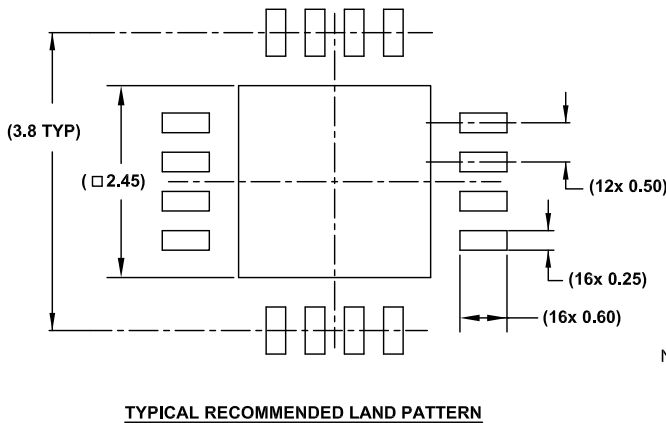 (3.8 TYP)
(□2.45)
(12x 0.50)
(16x 0.25)
(16x 0.60)
N
TYPICAL RECOMMENDED LAND PATTERN